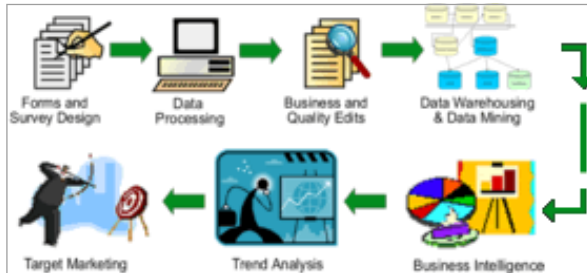 Forms and
Survey Design
Data
Processing
Business and
Quality Edits
Data Warehousing
& Data Mining
Target Marketing
Trend Analysis
Business Intelligence